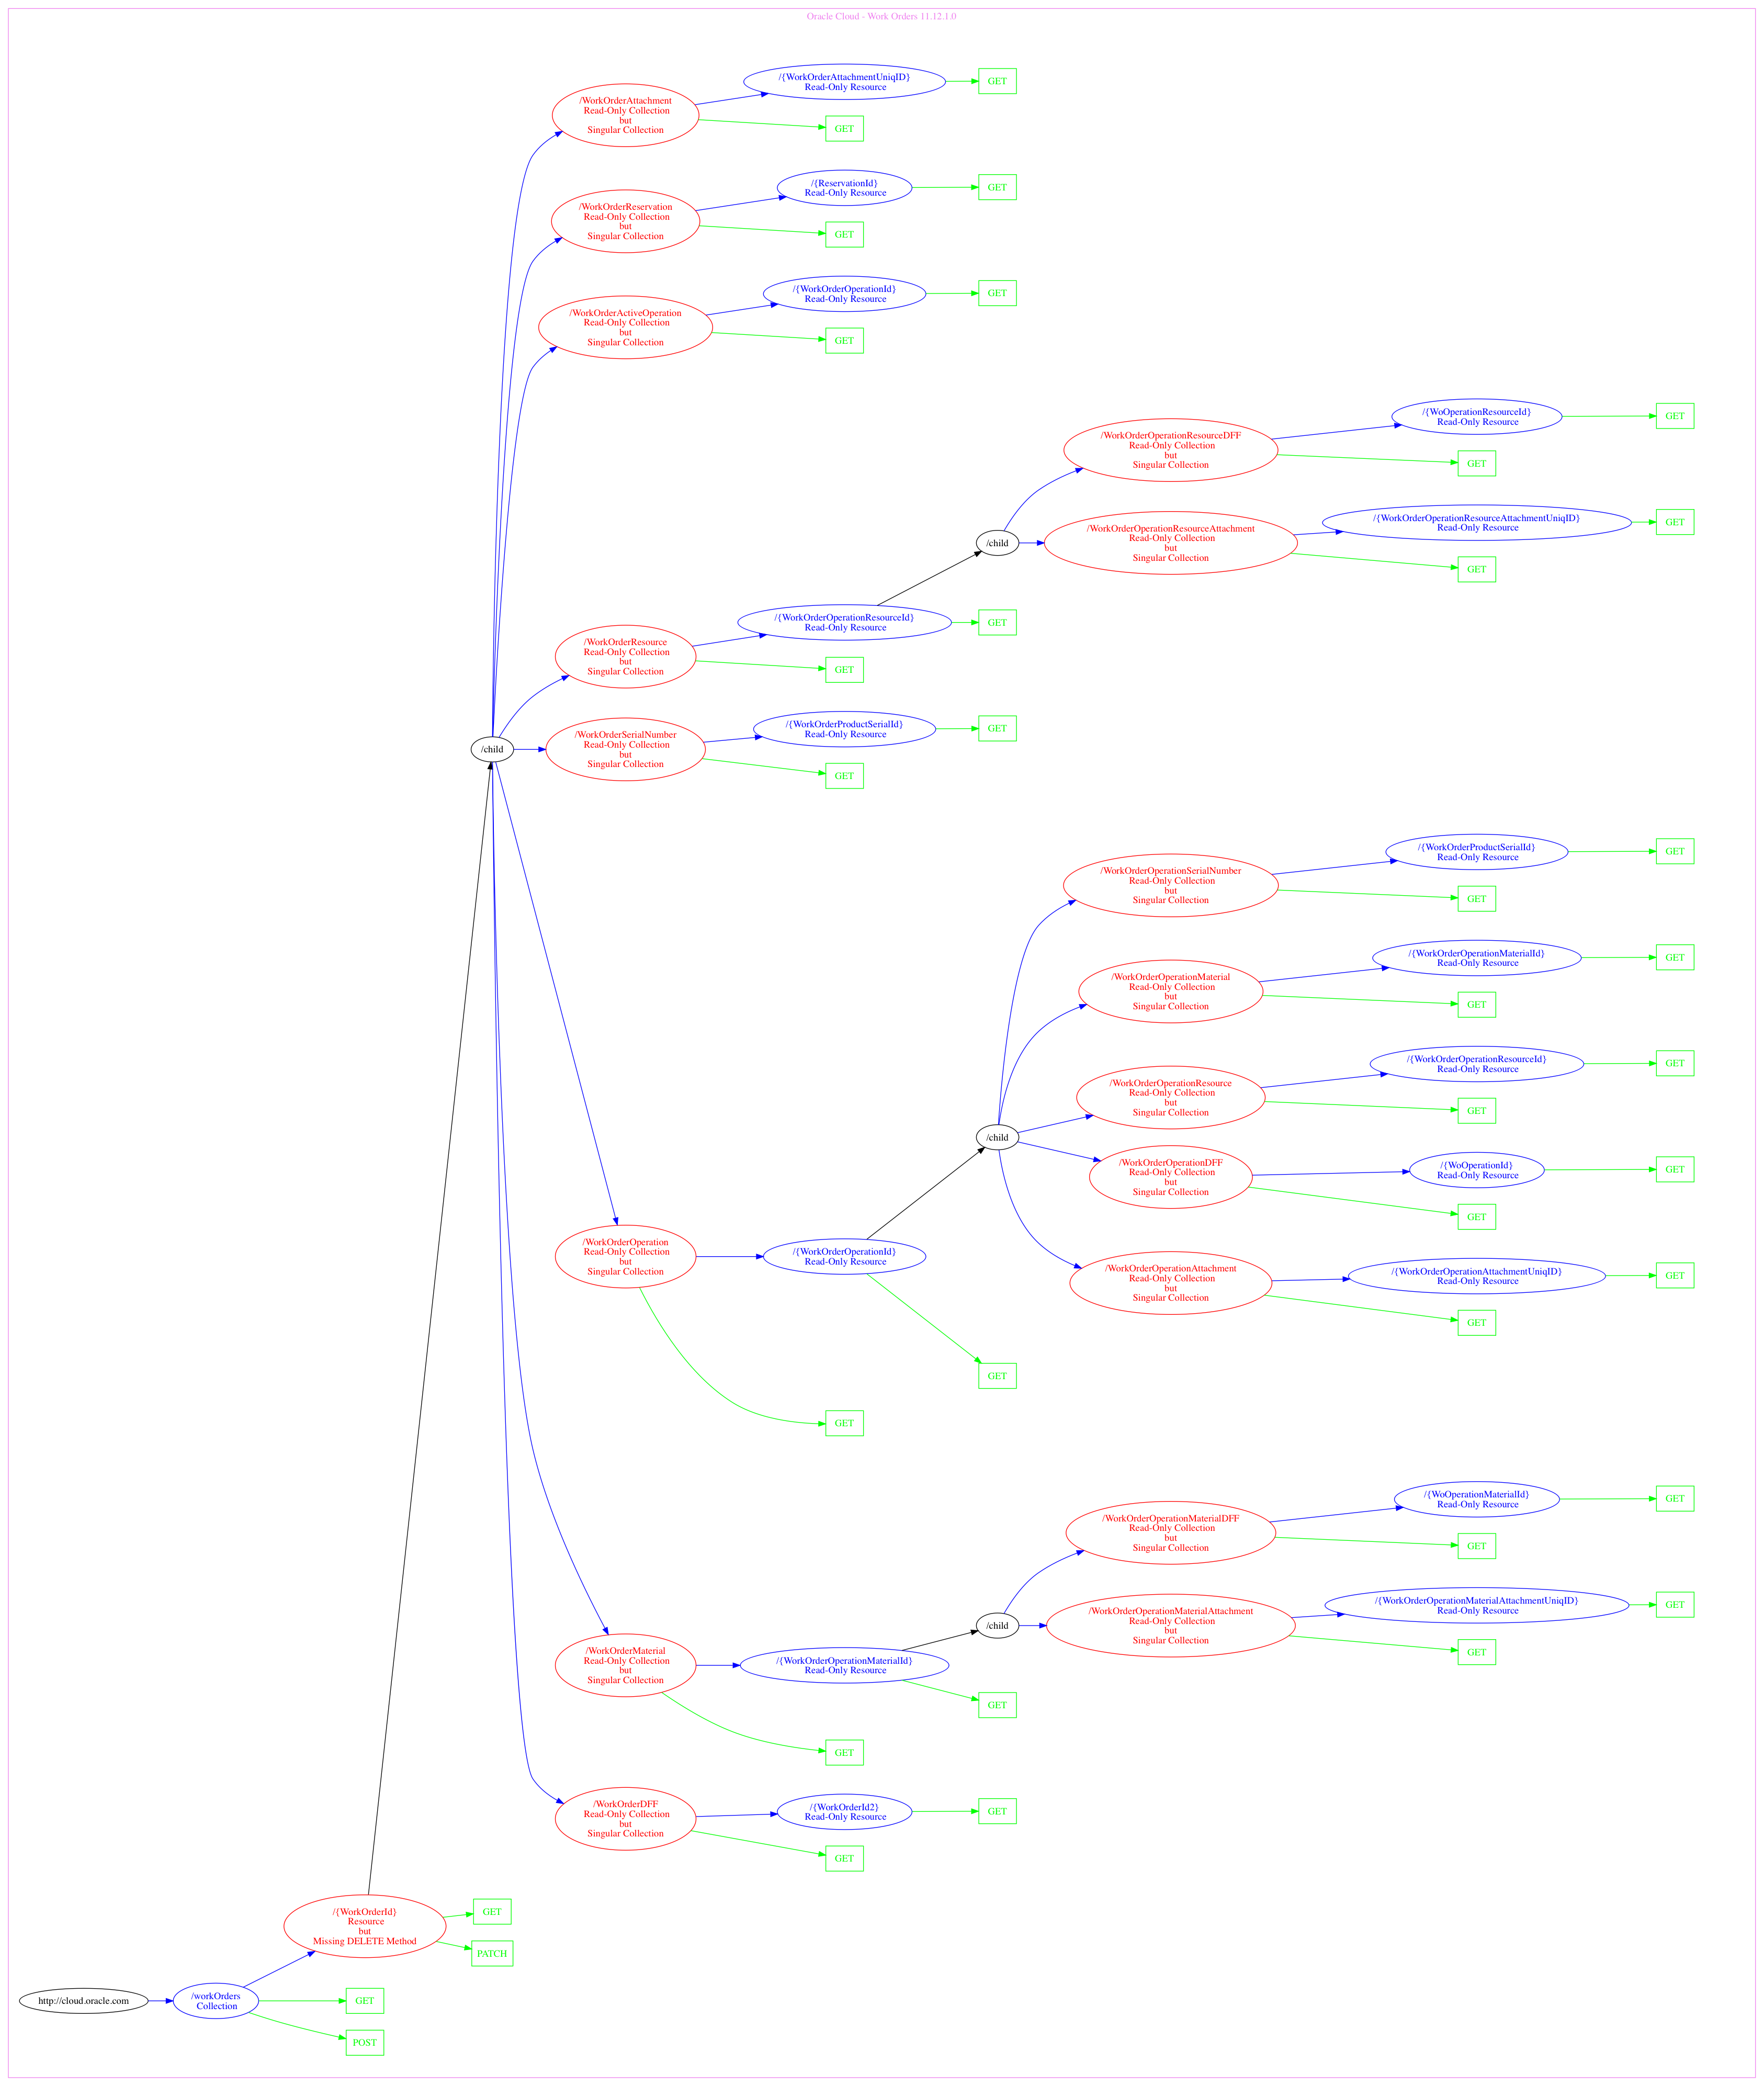 Oracle Cloud - Work Orders 11.12.1.0
/{WorkOrderAttachmentUniqID}
Read-Only Resource
GET
/WorkOrderAttachment
Read-Only Collection
but
Singular Collection
GET
/{ReservationId}
Read-Only Resource
GET
/WorkOrderReservation
Read-Only Collection
but
Singular Collection
GET
/{WorkOrderOperationId}
Read-Only Resource
GET
/WorkOrderActiveOperation
Read-Only Collection
but
Singular Collection
GET
/{WoOperationResourceId}
Read-Only Resource
GET
/WorkOrderOperationResourceDFF
Read-Only Collection
but
Singular Collection
GET
/{WorkOrderOperationResourceAttachmentUniqID}
Read-Only Resource
GET
/child
/WorkOrderOperationResourceAttachment
Read-Only Collection
but
Singular Collection
GET
/{WorkOrderOperationResourceId}
Read-Only Resource
GET
/WorkOrderResource
Read-Only Collection
but
Singular Collection
GET
/{WorkOrderProductSerialId}
Read-Only Resource
GET
/child
/WorkOrderSerialNumber
Read-Only Collection
but
Singular Collection
GET
/{WorkOrderProductSerialId}
Read-Only Resource
GET
/WorkOrderOperationSerialNumber
Read-Only Collection
but
Singular Collection
GET
/{WorkOrderOperationMaterialId}
Read-Only Resource
GET
/WorkOrderOperationMaterial
Read-Only Collection
but
Singular Collection
GET
/{WorkOrderOperationResourceId}
Read-Only Resource
GET
/WorkOrderOperationResource
Read-Only Collection
but
Singular Collection
GET
/child
/WorkOrderOperationDFF
Read-Only Collection
but
Singular Collection
/{WoOperationId}
Read-Only Resource
GET
GET
/WorkOrderOperation
Read-Only Collection
but
Singular Collection
/{WorkOrderOperationId}
Read-Only Resource
/WorkOrderOperationAttachment
Read-Only Collection
but
Singular Collection
/{WorkOrderOperationAttachmentUniqID}
Read-Only Resource
GET
GET
GET
GET
/{WoOperationMaterialId}
Read-Only Resource
GET
/WorkOrderOperationMaterialDFF
Read-Only Collection
but
Singular Collection
GET
/{WorkOrderOperationMaterialAttachmentUniqID}
Read-Only Resource
GET
/child
/WorkOrderOperationMaterialAttachment
Read-Only Collection
but
Singular Collection
GET
/WorkOrderMaterial
Read-Only Collection
but
Singular Collection
/{WorkOrderOperationMaterialId}
Read-Only Resource
GET
GET
/WorkOrderDFF
Read-Only Collection
but
Singular Collection
/{WorkOrderId2}
Read-Only Resource
GET
GET
/{WorkOrderId}
Resource
but
Missing DELETE Method
GET
PATCH
http://cloud.oracle.com
/workOrders
Collection
GET
POST